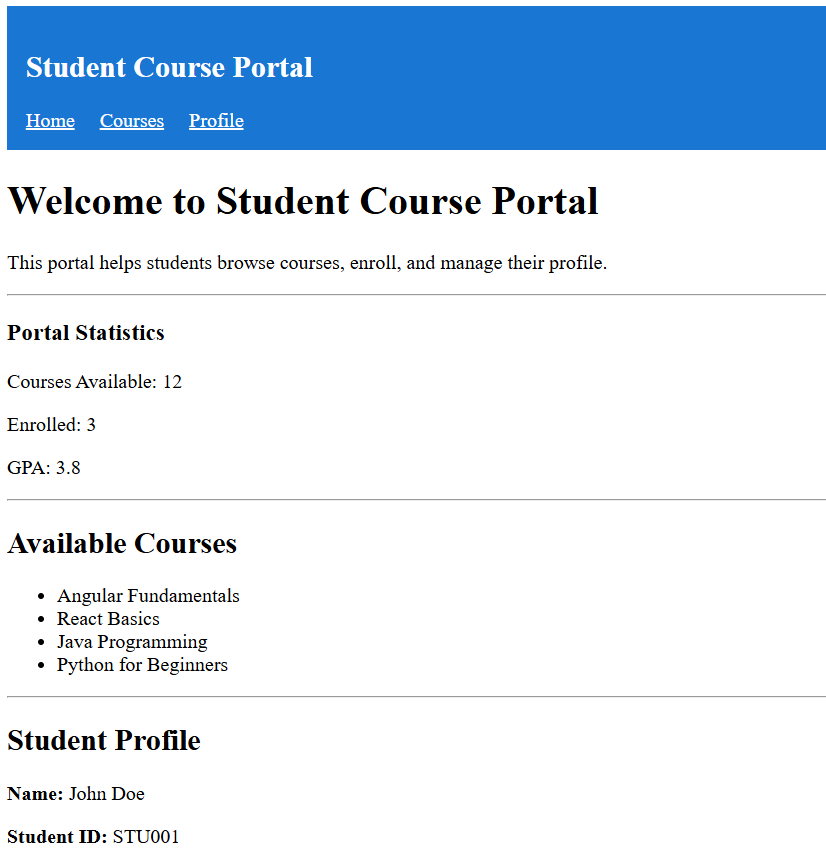 Student Course Portal
Home Courses Profile
Welcome to Student Course Portal
This portal helps students browse courses, enroll, and manage their profile.
Portal Statistics
Courses Available: 12
Enrolled: 3
GPA: 3.8
Available Courses
• Angular Fundamentals
• React Basics
• Java Programming
• Python for Beginners
Student Profile
Name: John Doe
Student ID: STU001